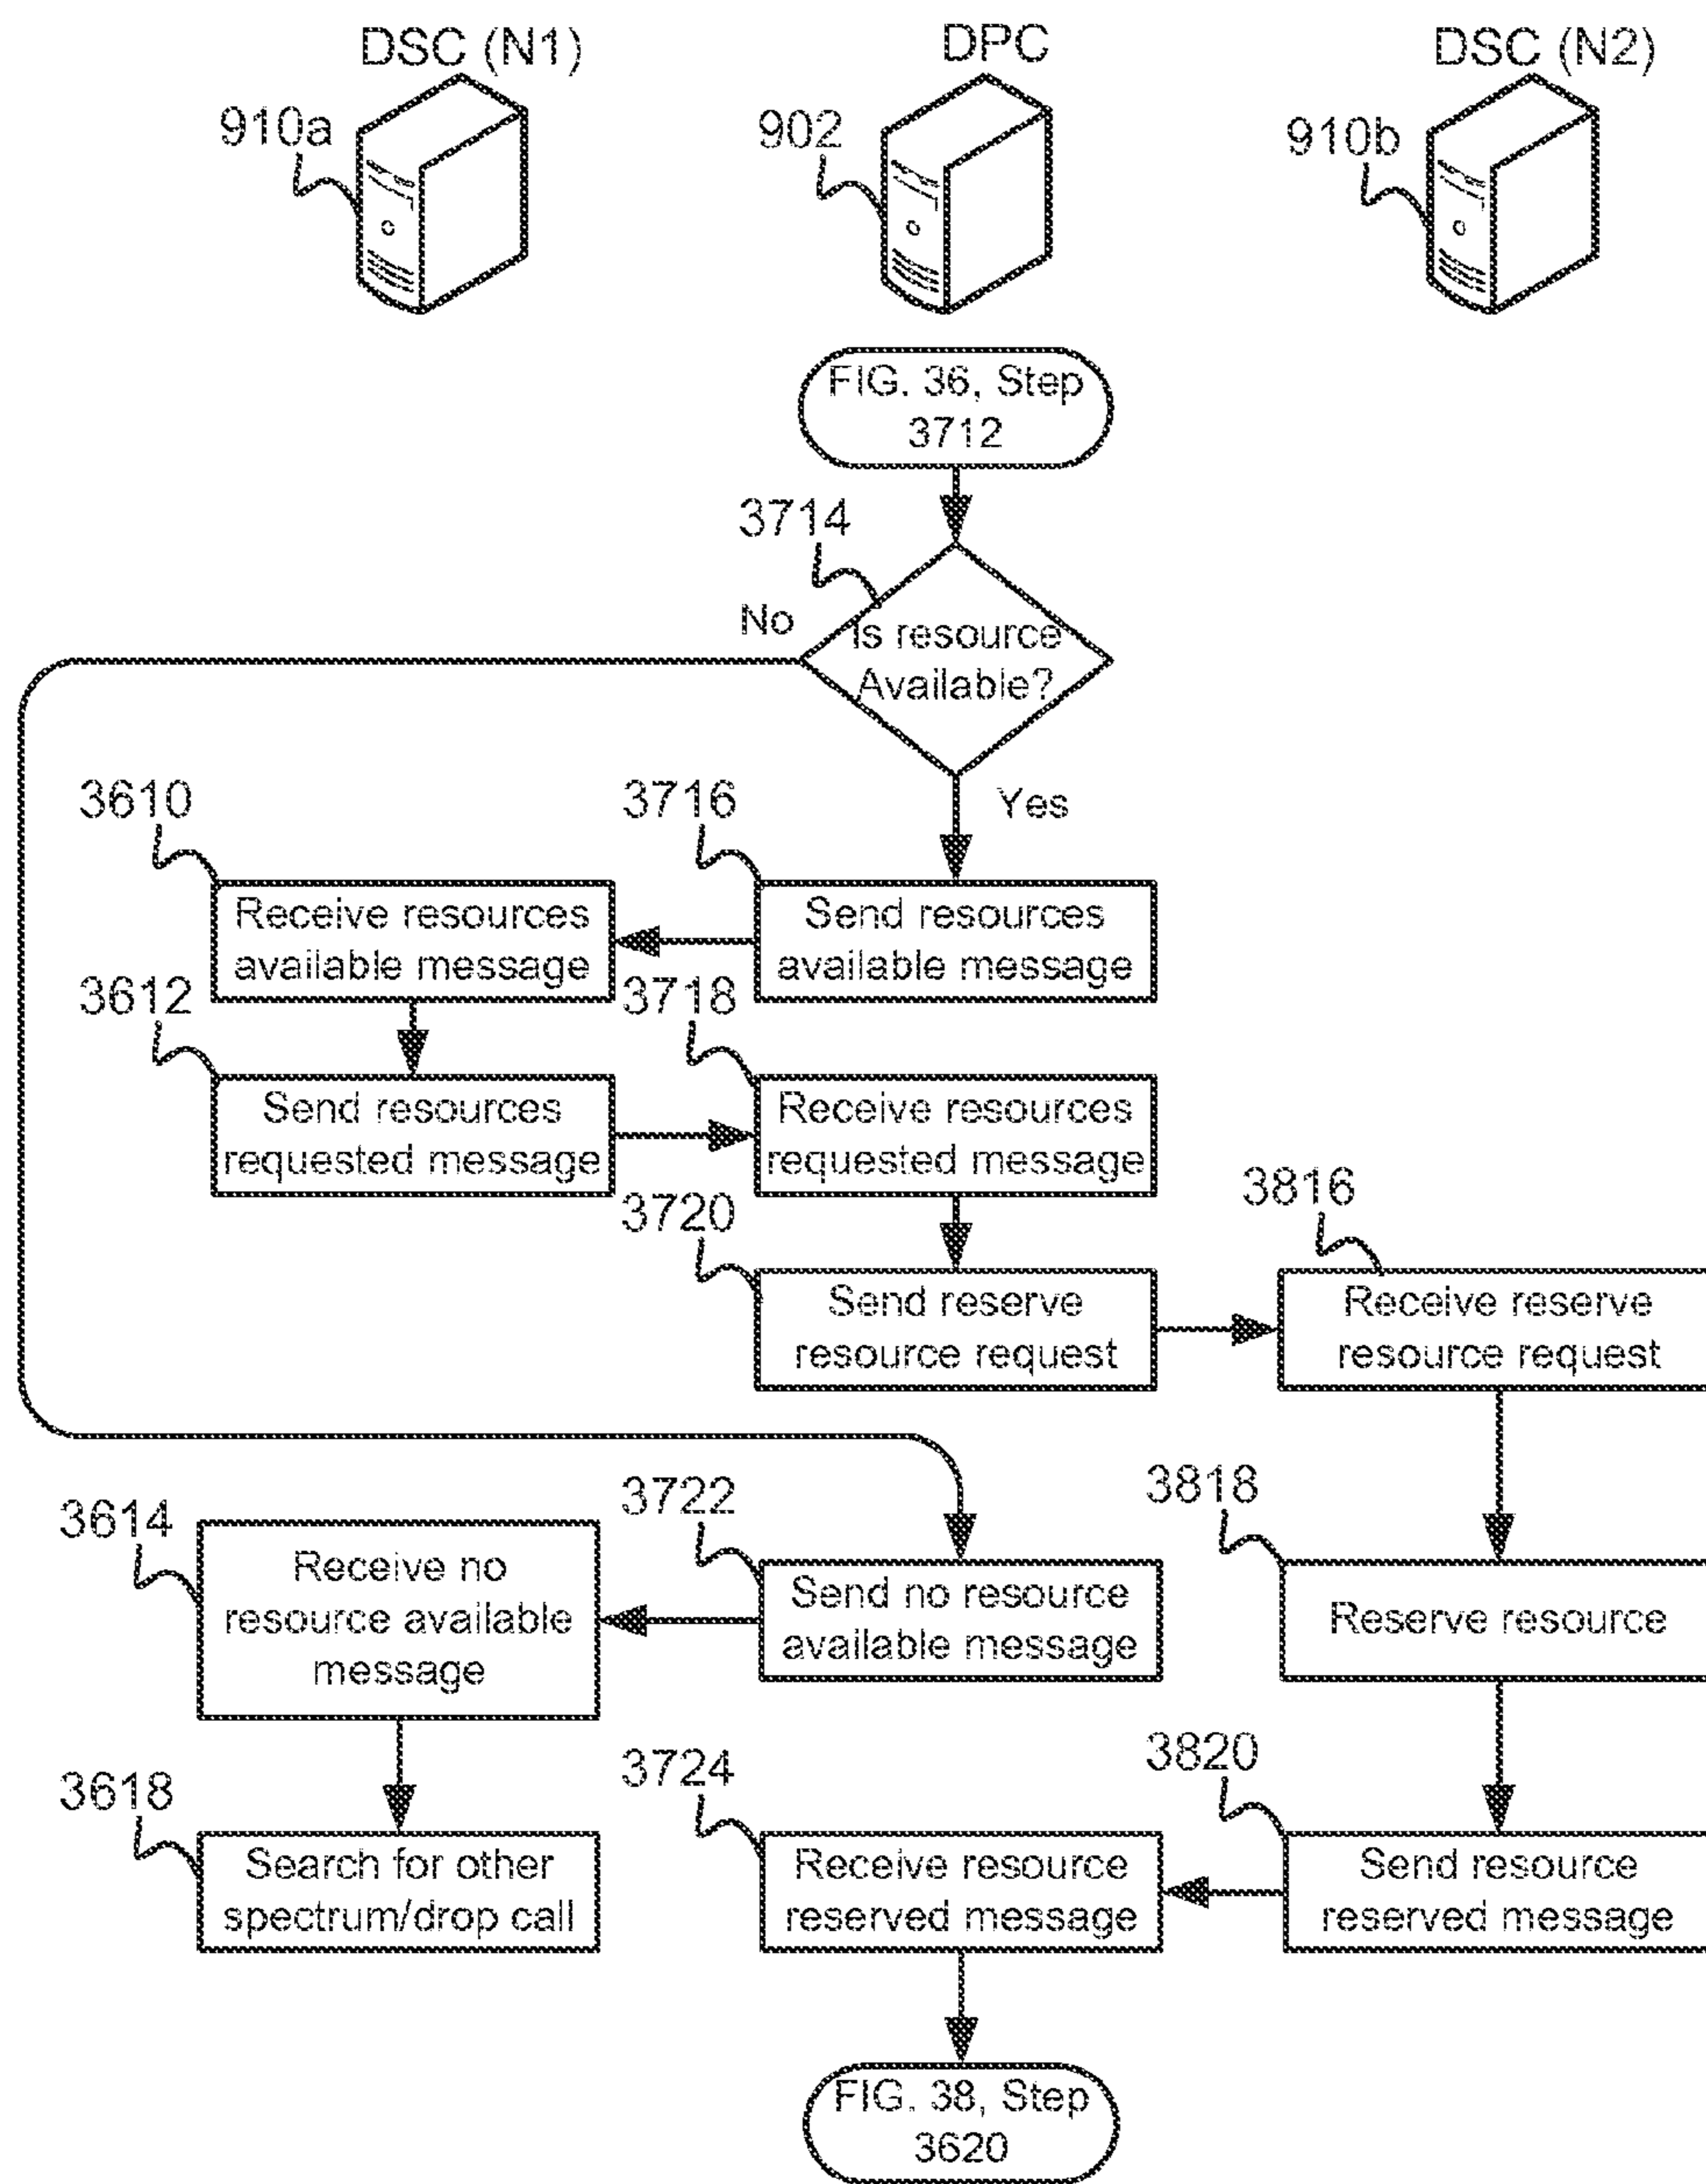 DSC (N1)
DPC
DSC (N2)
910a
902
910b
FIG. 36, Step
3712
3714
No
Is resource
Available?
Yes
3610
3716
Receive resources
available message
Send resources
available message
3612
3718
Send resources
requested message
Receive resources
requested message
3720
3816
Send reserve
resource request
Receive reserve
resource request
3614
3722
3818
Receive no
resource available
message
Send no resource
available message
Reserve resource
3618
3724
3820
Search for other
spectrum/drop call
Receive resource
reserved message
Send resource
reserved message
FIG. 38, Step
3620